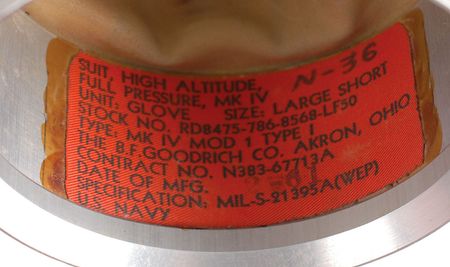 SUIT, HIGH ALTITUDE, N-36
FULL PRESSURE, MK IV
UNIT: GLOVE SIZE: LARGE SHORT
STOCK NO. RD8475-786-8568-LF50
TYPE: MK IV MOD 1 TYPE I
THE B.F.GOODRICH CO. AKRON, OHIO
CONTRACT NO. N383-67713A
DATE OF MFG.
SPECIFICATION: MIL-S-21395A(WEP)
U.S. NAVY